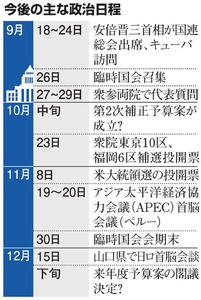 今後の主な政治日程
9月
18~24日
安倍晋三首相が国連
総会出席、キューバ
訪問
26日
臨時国会召集
27~29日
衆参両院で代表質問
10月
中旬
第2次補正予算案が
成立?
23日
衆院東京10区、
福岡6区補選投開票
11月
8日
米大統領選の投開票
19~20日
アジア太平洋経済協
力会議(APEC)首脳
会議(ペルー)
30日
臨時国会会期末
12月
15日
山口県で日ロ首脳会談
下旬
来年度予算案の閣議
決定?